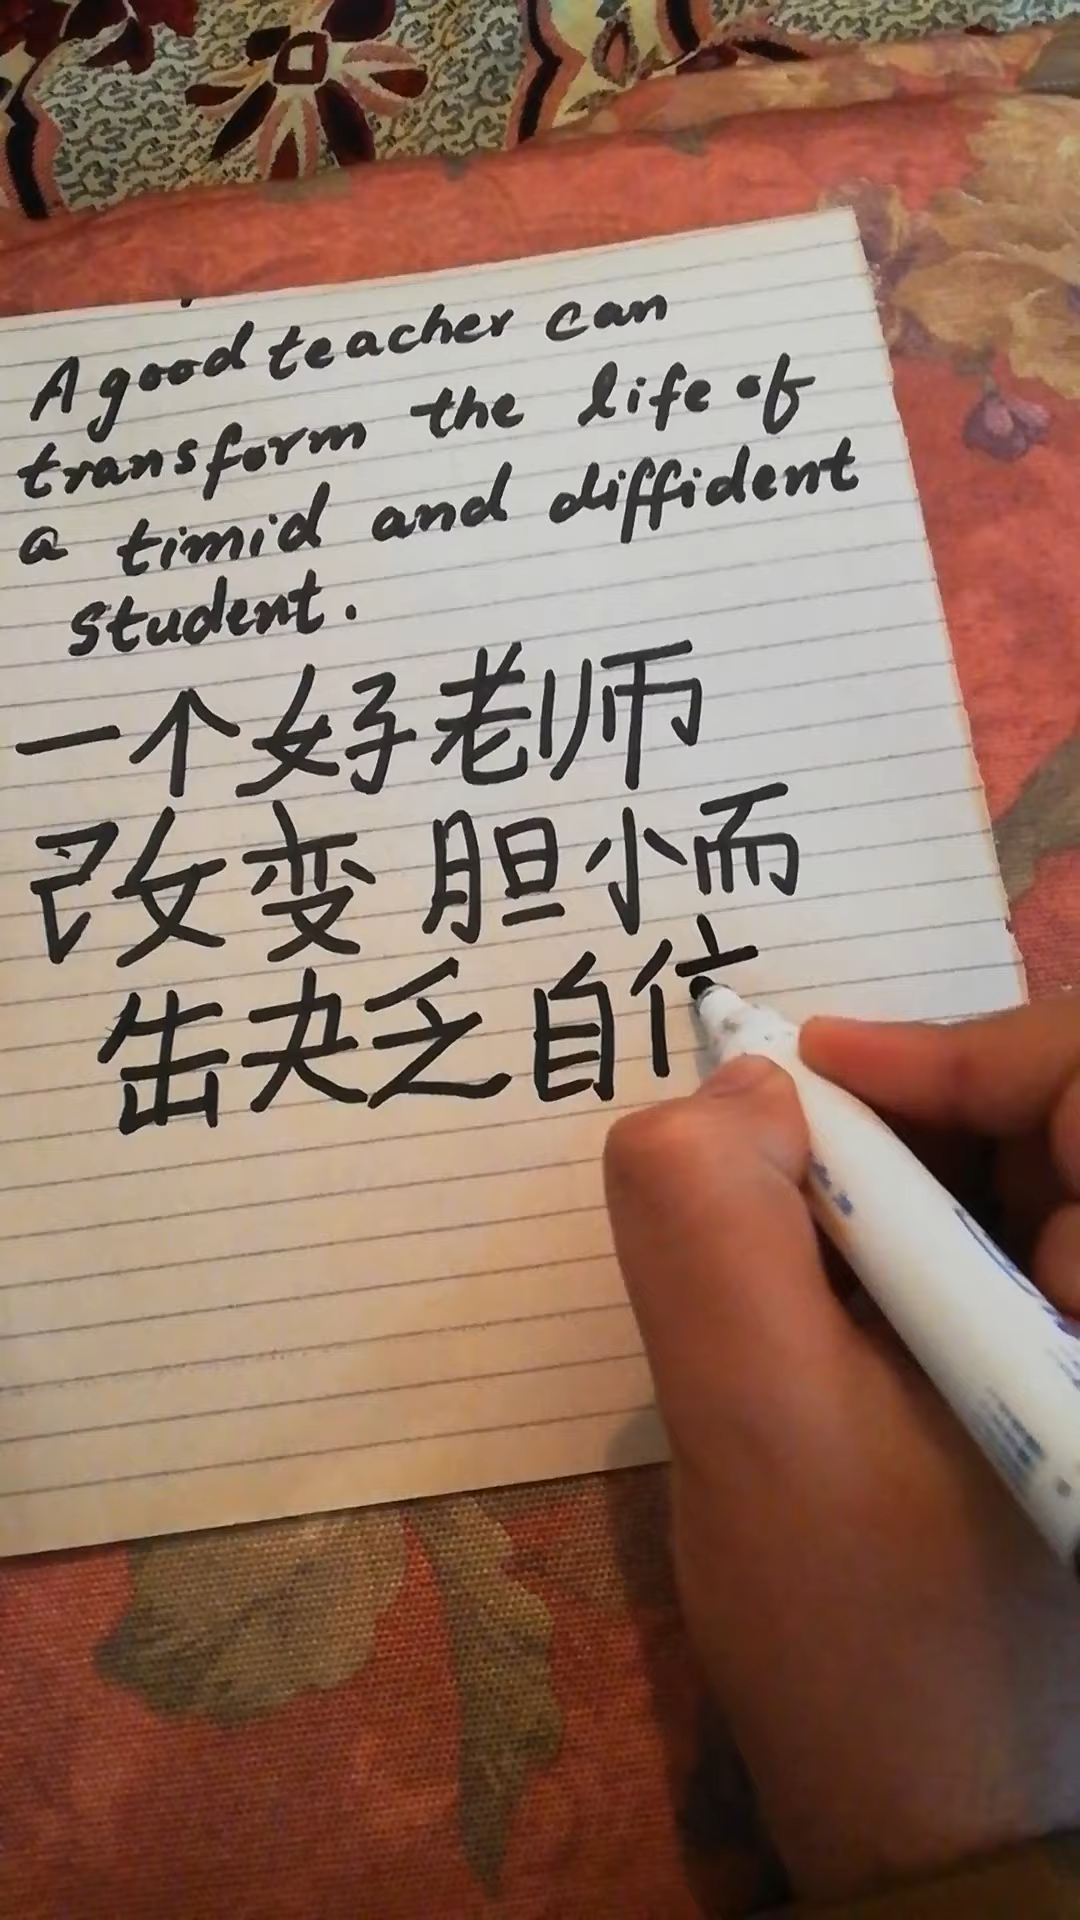 A good teacher can
transform the life of
a timid and diffident
student.
一个好老师
改变 胆小而
缺乏自信